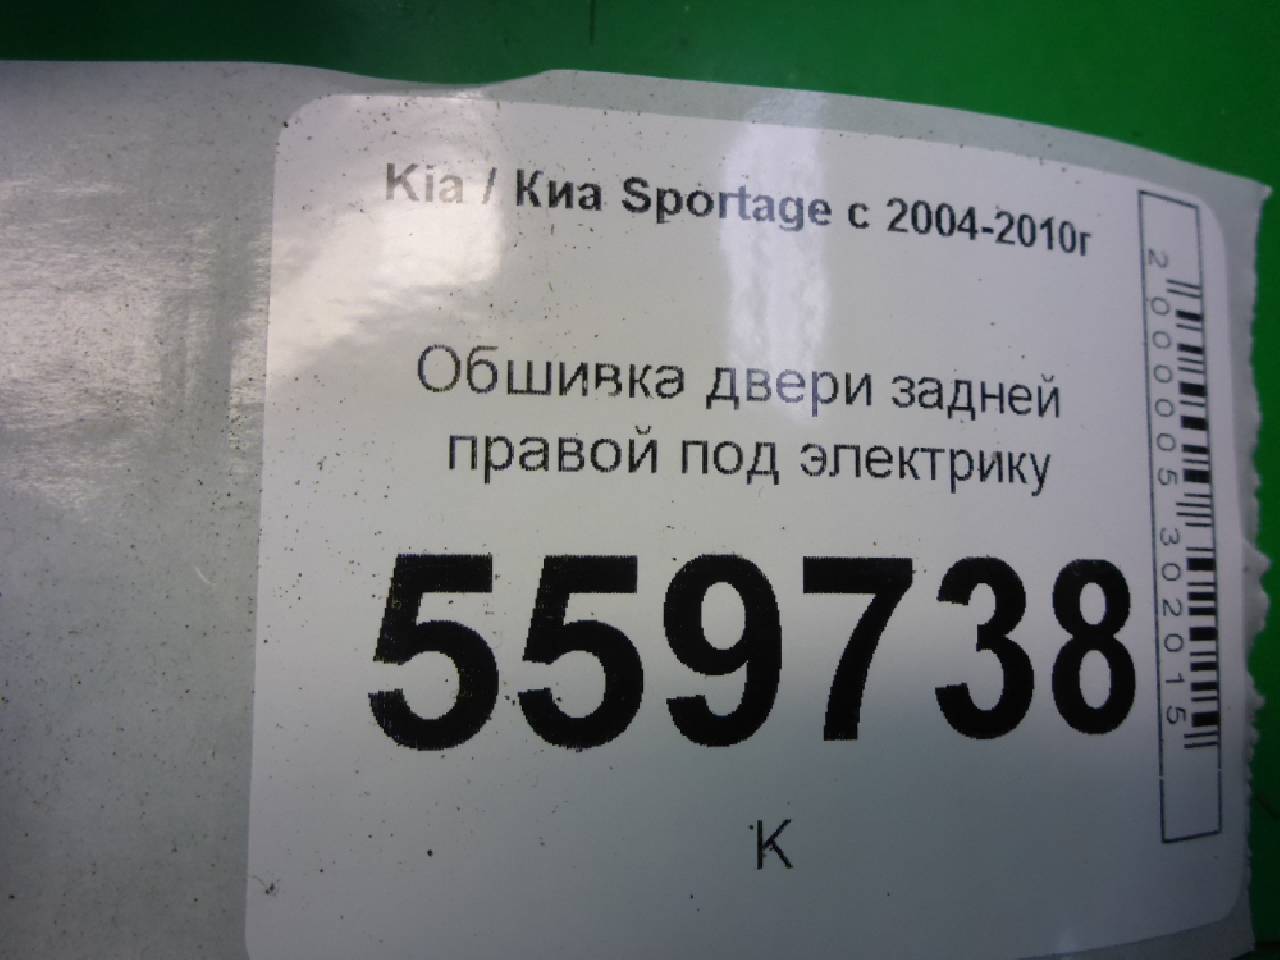 Kia / Киа Sportage с 2004-2010г
Обшивка двери задней
правой под электрику
559738
К
2000005302015